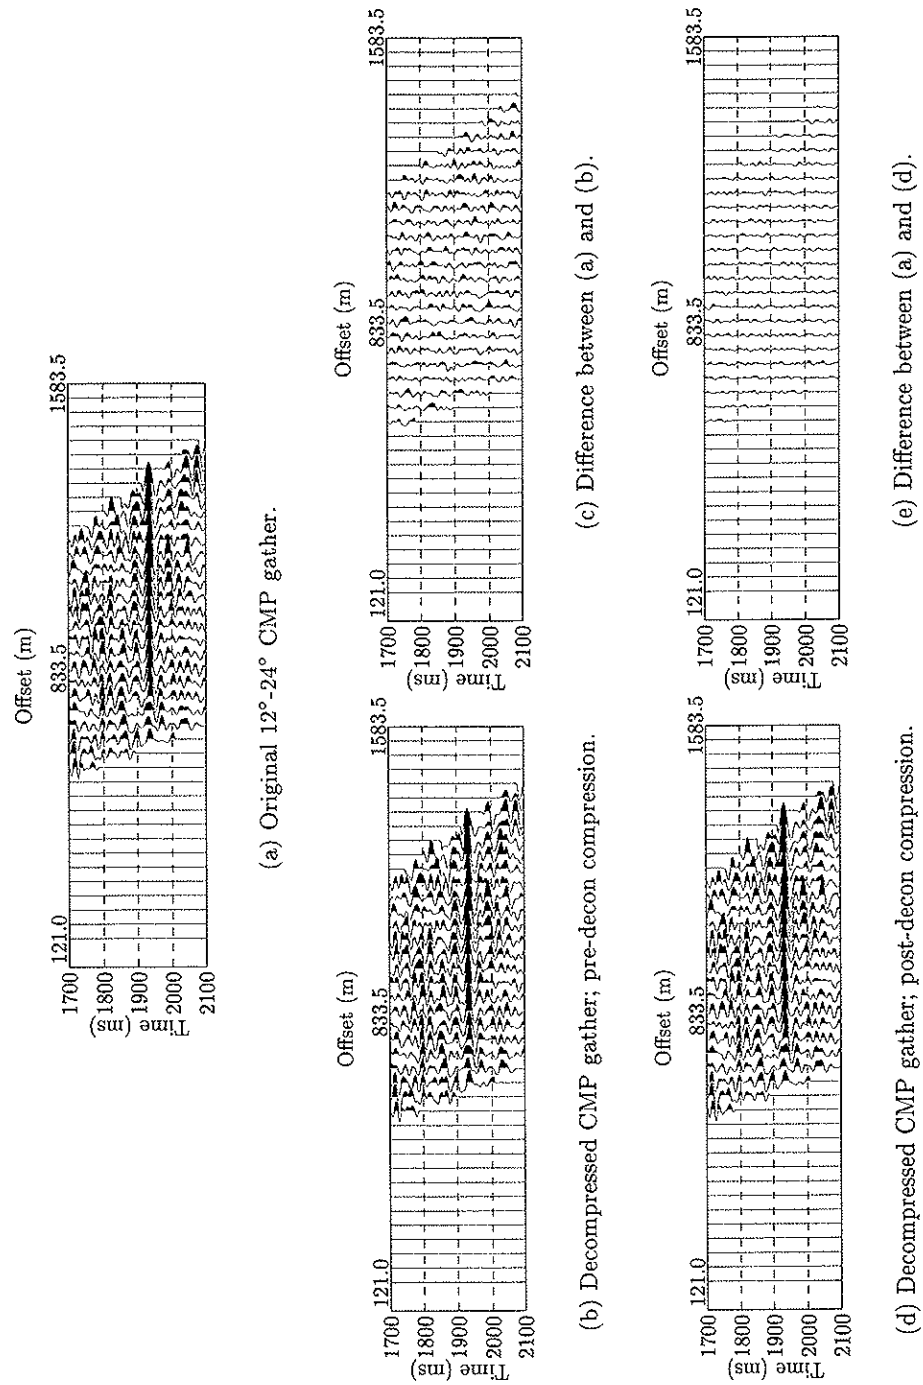 Offset (m)
121.0 833.5 1583.5
1700
1800
1900
2000
2100
Time (ms)
(a) Original 12°-24° CMP gather.
Offset (m)
121.0 833.5 1583.5
1700
1800
1900
2000
2100
Time (ms)
(b) Decompressed CMP gather; pre-decon compression.
Offset (m)
121.0 833.5 1583.5
1700
1800
1900
2000
2100
Time (ms)
(c) Difference between (a) and (b).
Offset (m)
121.0 833.5 1583.5
1700
1800
1900
2000
2100
Time (ms)
(d) Decompressed CMP gather; post-decon compression.
Offset (m)
121.0 833.5 1583.5
1700
1800
1900
2000
2100
Time (ms)
(e) Difference between (a) and (d).